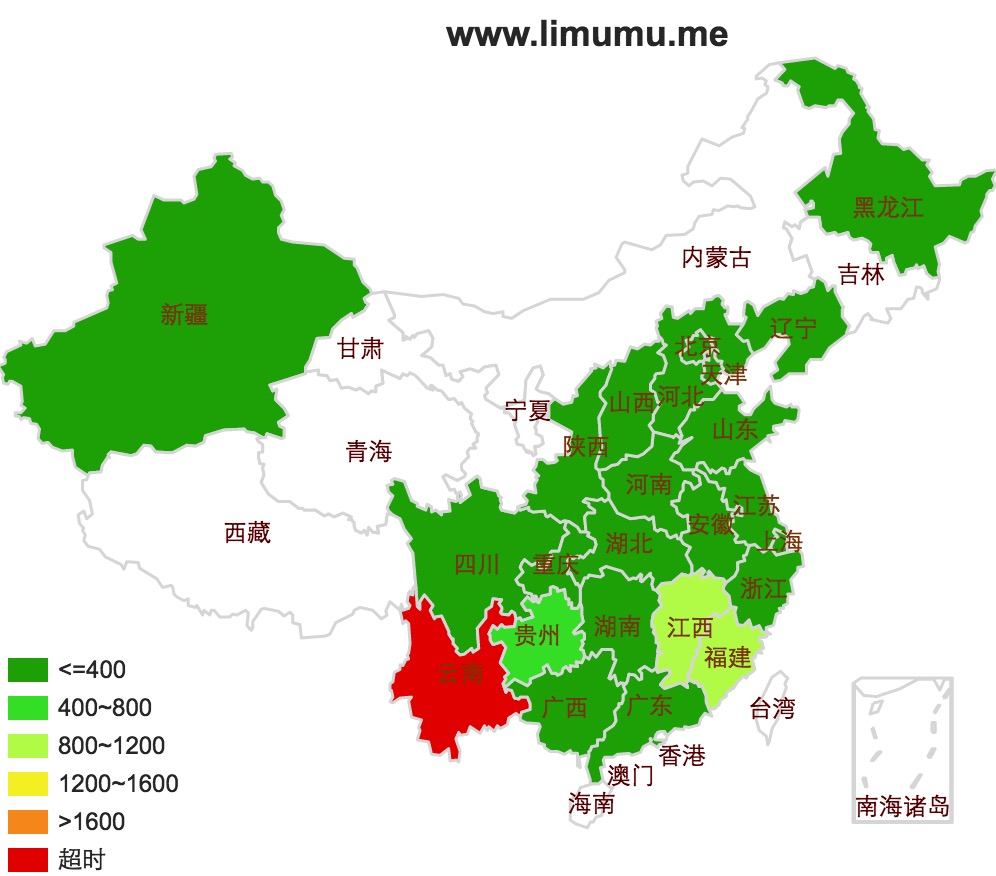 www.limumu.me
黑龙江
内蒙古
吉林
新疆
辽宁
甘肃
北京
天津
宁夏
山西
河北
山东
青海
陕西
河南
江苏
安徽
西藏
湖北
上海
四川
重庆
浙江
贵州
湖南
江西
福建
云南
广西
广东
台湾
香港
澳门
海南
南海诸岛
<=400
400~800
800~1200
1200~1600
>1600
超时